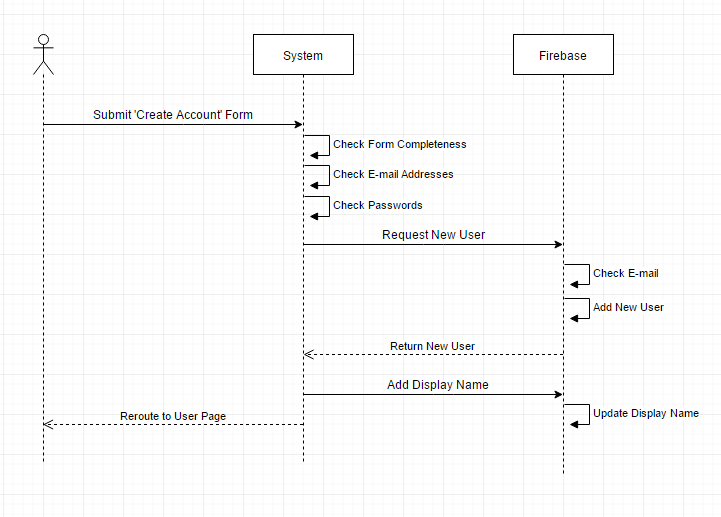 System
Firebase
Submit 'Create Account' Form
Check Form Completeness
Check E-mail Addresses
Check Passwords
Request New User
Check E-mail
Add New User
Return New User
Add Display Name
Reroute to User Page
Update Display Name